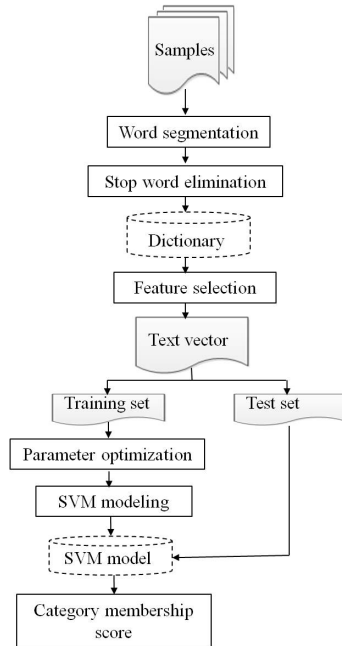 Samples
Word segmentation
Stop word elimination
Dictionary
Feature selection
Text vector
Training set
Test set
Parameter optimization
SVM modeling
SVM model
Category membership
score